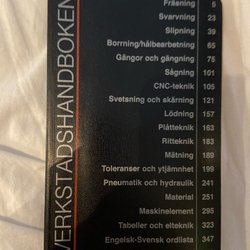 VERKSTADSHANDBOKEN
Fräsning 5
Svarvning 23
Slipning 39
Borrning/hålbearbetning 65
Gängor och gängning 75
Sågning 101
CNC-teknik 105
Svetsning och skärning 121
Lödning 157
Plåtteknik 163
Ritteknik 183
Mätning 189
Toleranser och ytjämnhet 199
Pneumatik och hydraulik 241
Material 251
Maskinelement 295
Tabeller och elteknik 323
Engelsk-Svensk ordlista 347